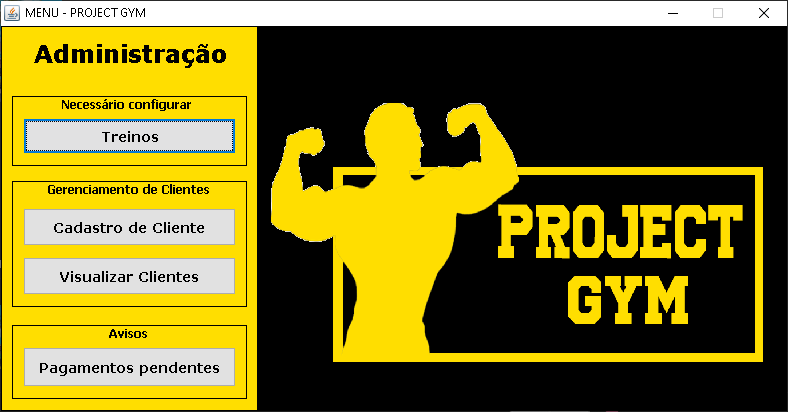 MENU - PROJECT GYM
Administração
Necessário configurar
Treinos
Gerenciamento de Clientes
Cadastro de Cliente
Visualizar Clientes
Avisos
Pagamentos pendentes
PROJECT
GYM